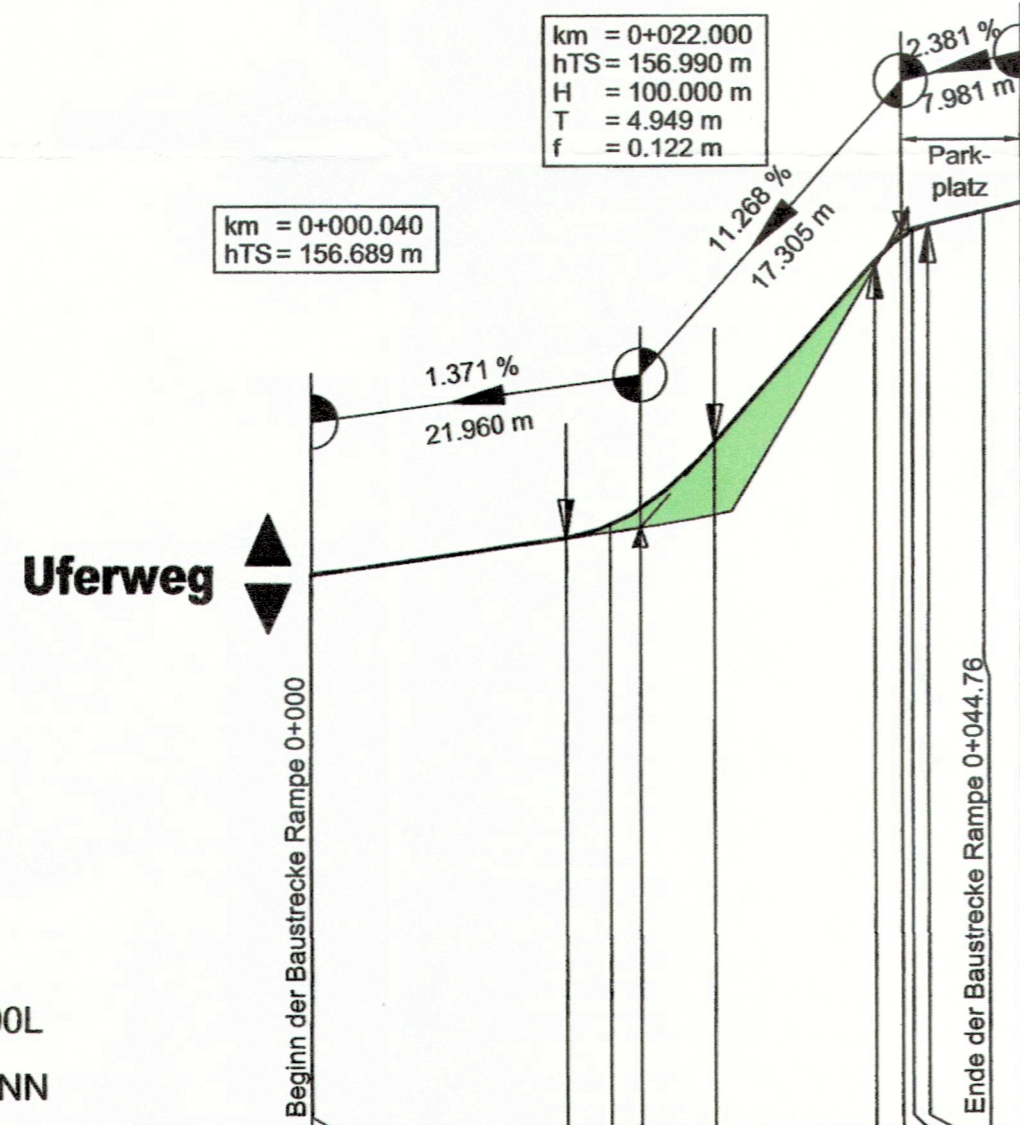 km = 0+022.000
hTS= 156.990 m
H = 100.000 m
T = 4.949 m
f = 0.122 m
2.381 %
7.981 m
Park-
platz
11.268 %
17.305 m
km = 0+000.040
hTS= 156.689 m
1.371 %
21.960 m
Uferweg
Beginn der Baustrecke Rampe 0+000
Ende der Baustrecke Rampe 0+044.76
00L
NN